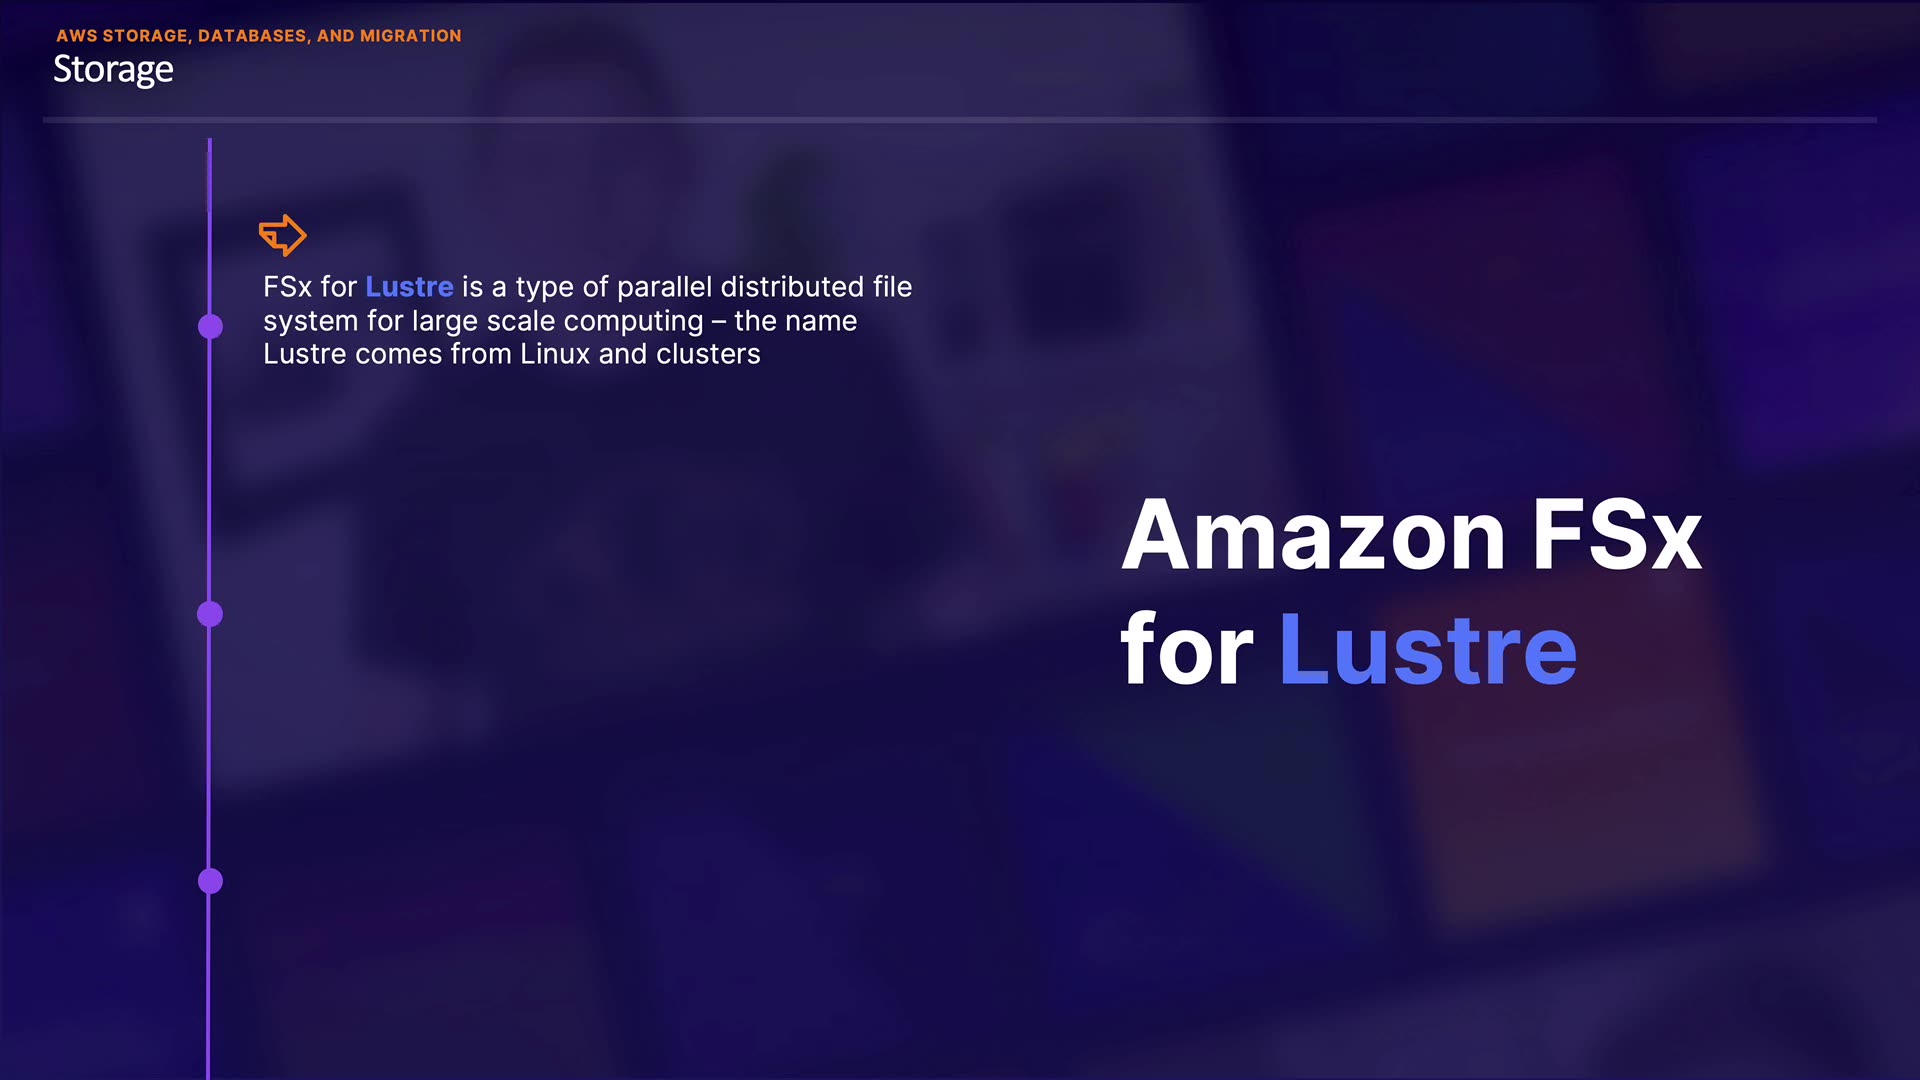 AWS STORAGE, DATABASES, AND MIGRATION
Storage
FSx for Lustre is a type of parallel distributed file
system for large scale computing – the name
Lustre comes from Linux and clusters
Amazon FSx
for Lustre